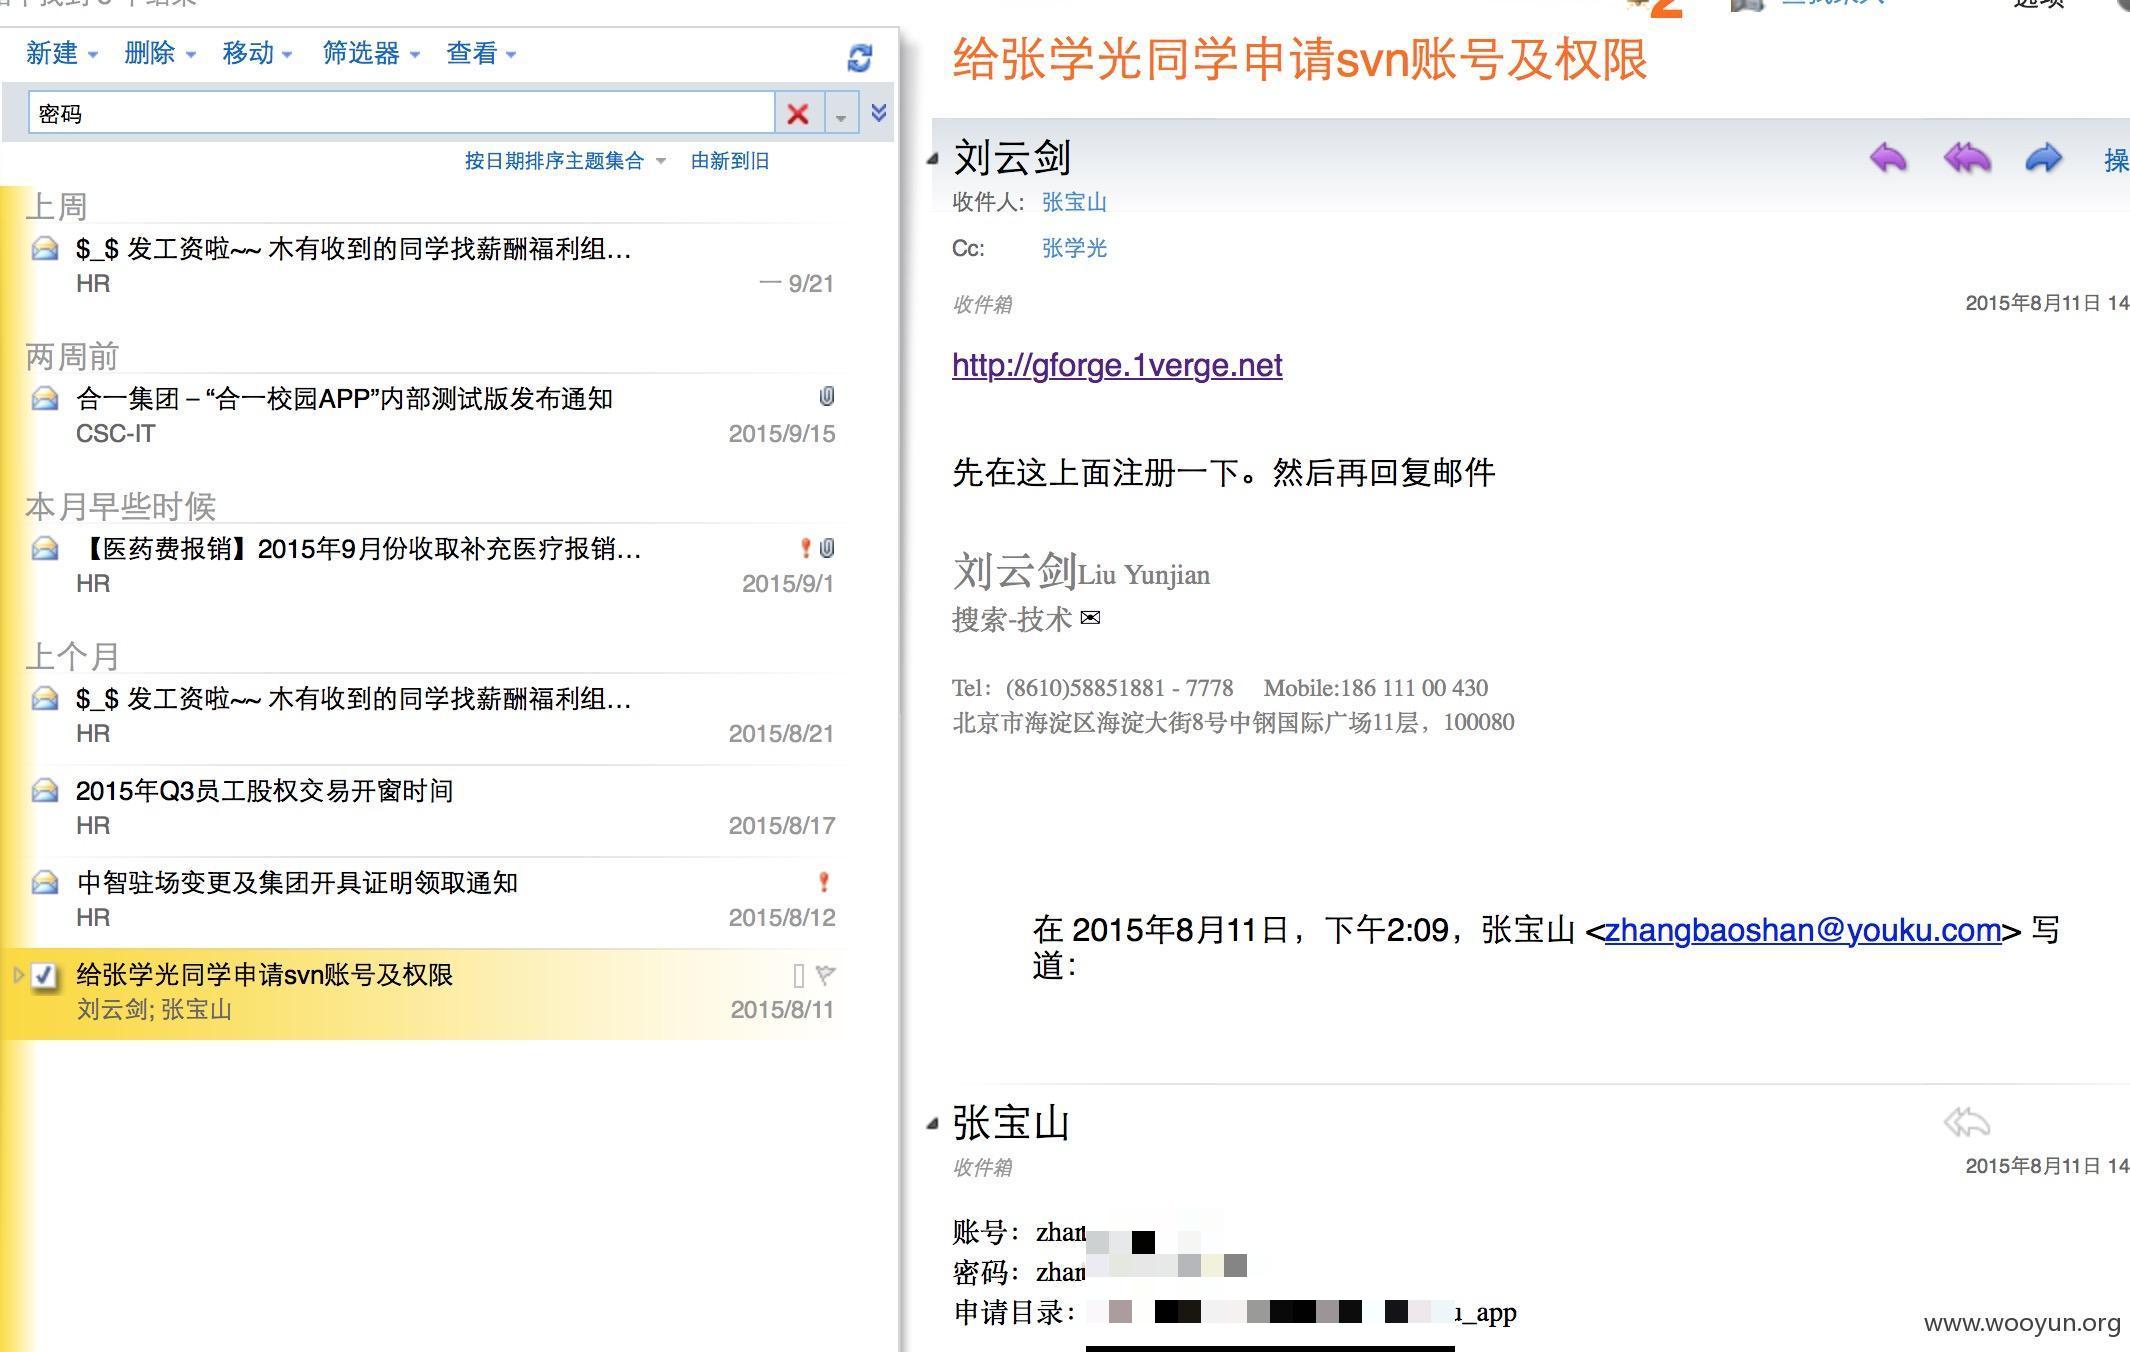 新建 删除 移动 筛选器 查看
密码
按日期排序主题集合 由新到旧
上周
$_$ 发工资啦~~ 木有收到的同学找薪酬福利组...
HR
一 9/21
两周前
合一集团 – “合一校园APP”内部测试版发布通知
CSC-IT
2015/9/15
本月早些时候
【医药费报销】2015年9月份收取补充医疗报销...
HR
2015/9/1
上个月
$_$ 发工资啦~~ 木有收到的同学找薪酬福利组...
HR
2015/8/21
2015年Q3员工股权交易开窗时间
HR
2015/8/17
中智驻场变更及集团开具证明领取通知
HR
2015/8/12
给张学光同学申请svn账号及权限
刘云剑; 张宝山
2015/8/11
给张学光同学申请svn账号及权限
刘云剑
收件人: 张宝山
Cc: 张学光
收件箱
2015年8月11日 14
http://gforge.1verge.net
先在这上面注册一下。然后再回复邮件
刘云剑Liu Yunjian
搜索-技术
Tel：(8610)58851881 - 7778 Mobile:186 111 00 430
北京市海淀区海淀大街8号中钢国际广场11层，100080
在 2015年8月11日，下午2:09，张宝山 <zhangbaoshan@youku.com> 写
道：
张宝山
收件箱
2015年8月11日 14
账号：zhan
密码：zhan
申请目录： _app
www.wooyun.org